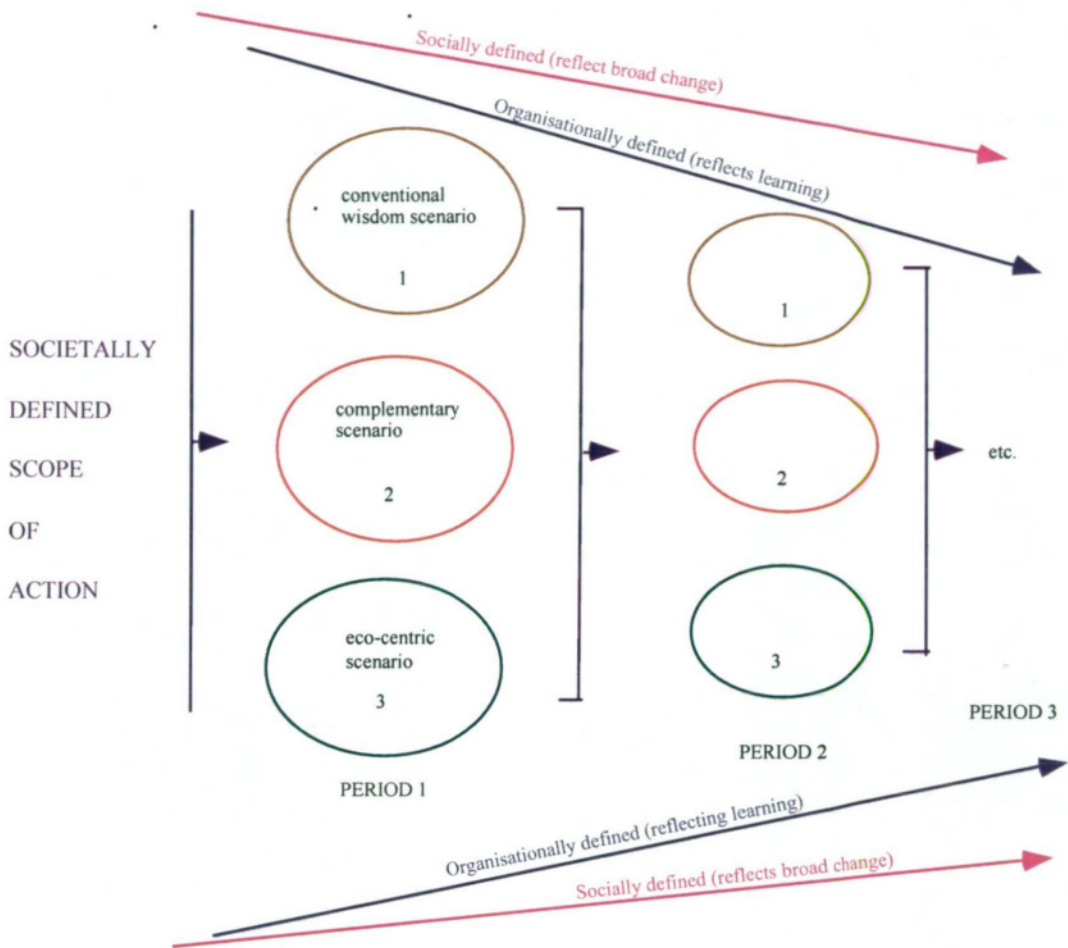 Socially defined (reflect broad change)
Organisationally defined (reflects learning)
conventional
wisdom scenario
1
1
SOCIETALLY
DEFINED
SCOPE
OF
ACTION
complementary
scenario
2
2
etc.
eco-centric
scenario
3
3
PERIOD 1
PERIOD 2
PERIOD 3
Organisationally defined (reflecting learning)
Socially defined (reflects broad change)